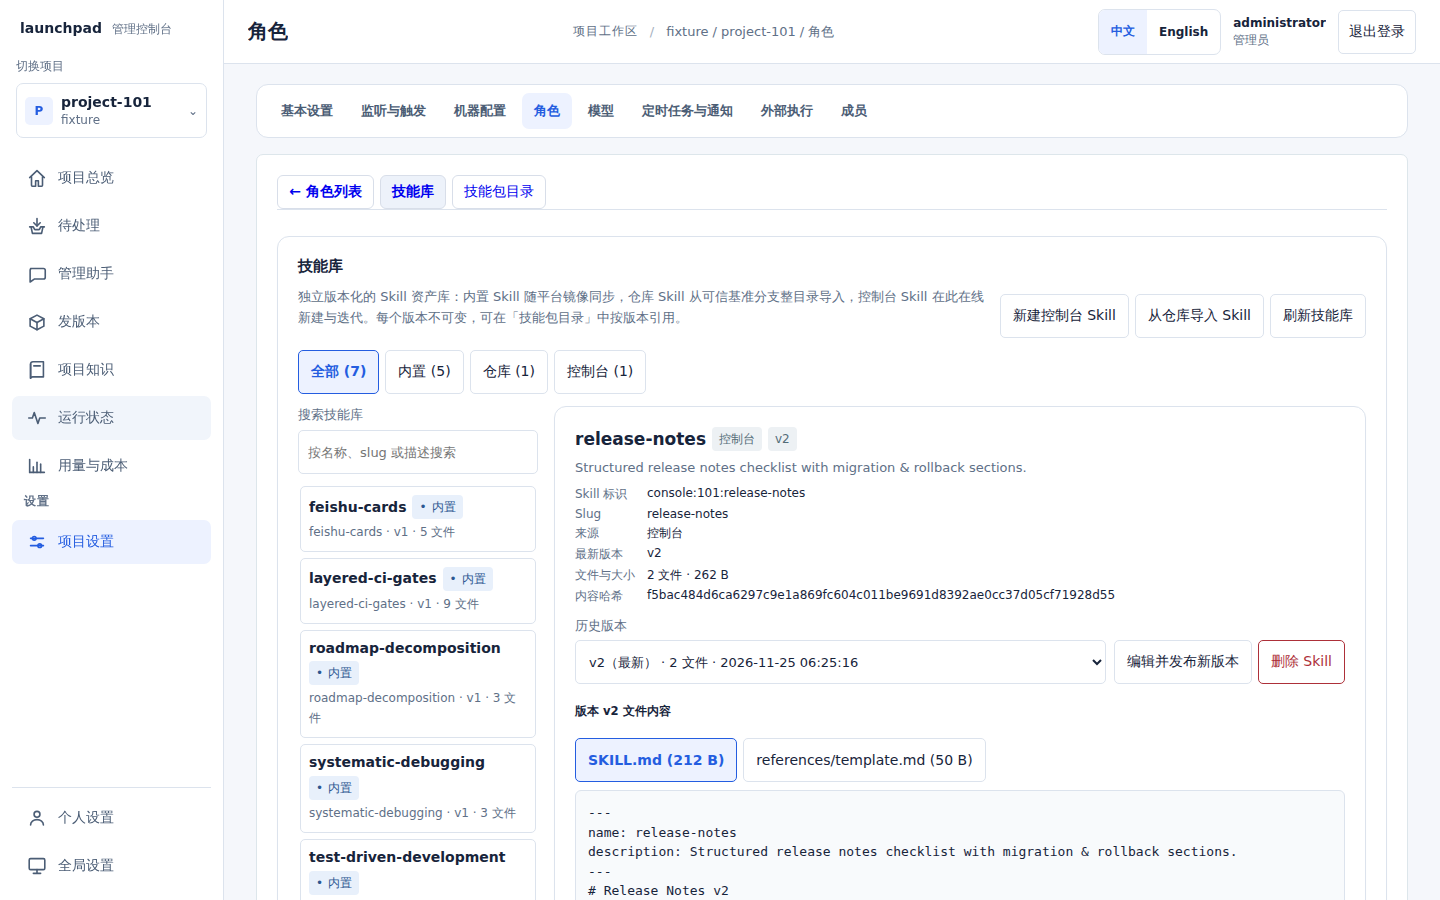 launchpad 管理控制台
切换项目
P project-101
fixture
项目总览
待处理
管理助手
发版本
项目知识
运行状态
用量与成本
设置
项目设置
个人设置
全局设置
角色
项目工作区 / fixture / project-101 / 角色
中文 English
administrator
管理员
退出登录
基本设置 监听与触发 机器配置 角色 模型 定时任务与通知 外部执行 成员
← 角色列表 技能库 技能包目录
技能库
独立版本化的 Skill 资产库：内置 Skill 随平台镜像同步，仓库 Skill 从可信基准分支整目录导入，控制台 Skill 在此在线
新建与迭代。每个版本不可变，可在「技能包目录」中按版本引用。
新建控制台 Skill 从仓库导入 Skill 刷新技能库
全部 (7) 内置 (5) 仓库 (1) 控制台 (1)
搜索技能库
按名称、slug 或描述搜索
feishu-cards • 内置
feishu-cards · v1 · 5 文件
layered-ci-gates • 内置
layered-ci-gates · v1 · 9 文件
roadmap-decomposition
• 内置
roadmap-decomposition · v1 · 3 文
件
systematic-debugging
• 内置
systematic-debugging · v1 · 3 文件
test-driven-development
• 内置
release-notes 控制台 v2
Structured release notes checklist with migration & rollback sections.
Skill 标识 console:101:release-notes
Slug release-notes
来源 控制台
最新版本 v2
文件与大小 2 文件 · 262 B
内容哈希 f5bac484d6ca6297c9e1a869fc604c011be9691d8392ae0cc37d05cf71928d55
历史版本
v2（最新） · 2 文件 · 2026-11-25 06:25:16
编辑并发布新版本 删除 Skill
版本 v2 文件内容
SKILL.md (212 B) references/template.md (50 B)
---
name: release-notes
description: Structured release notes checklist with migration & rollback sections.
---
# Release Notes v2